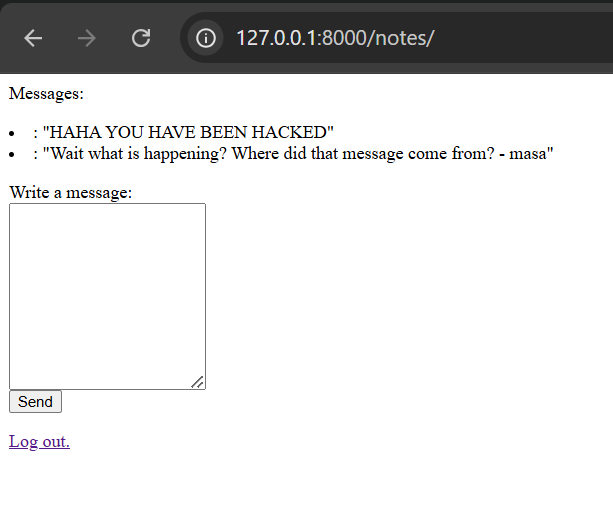 127.0.0.1:8000/notes/
Messages:
• : "HAHA YOU HAVE BEEN HACKED"
• : "Wait what is happening? Where did that message come from? - masa"
Write a message:
Send
Log out.